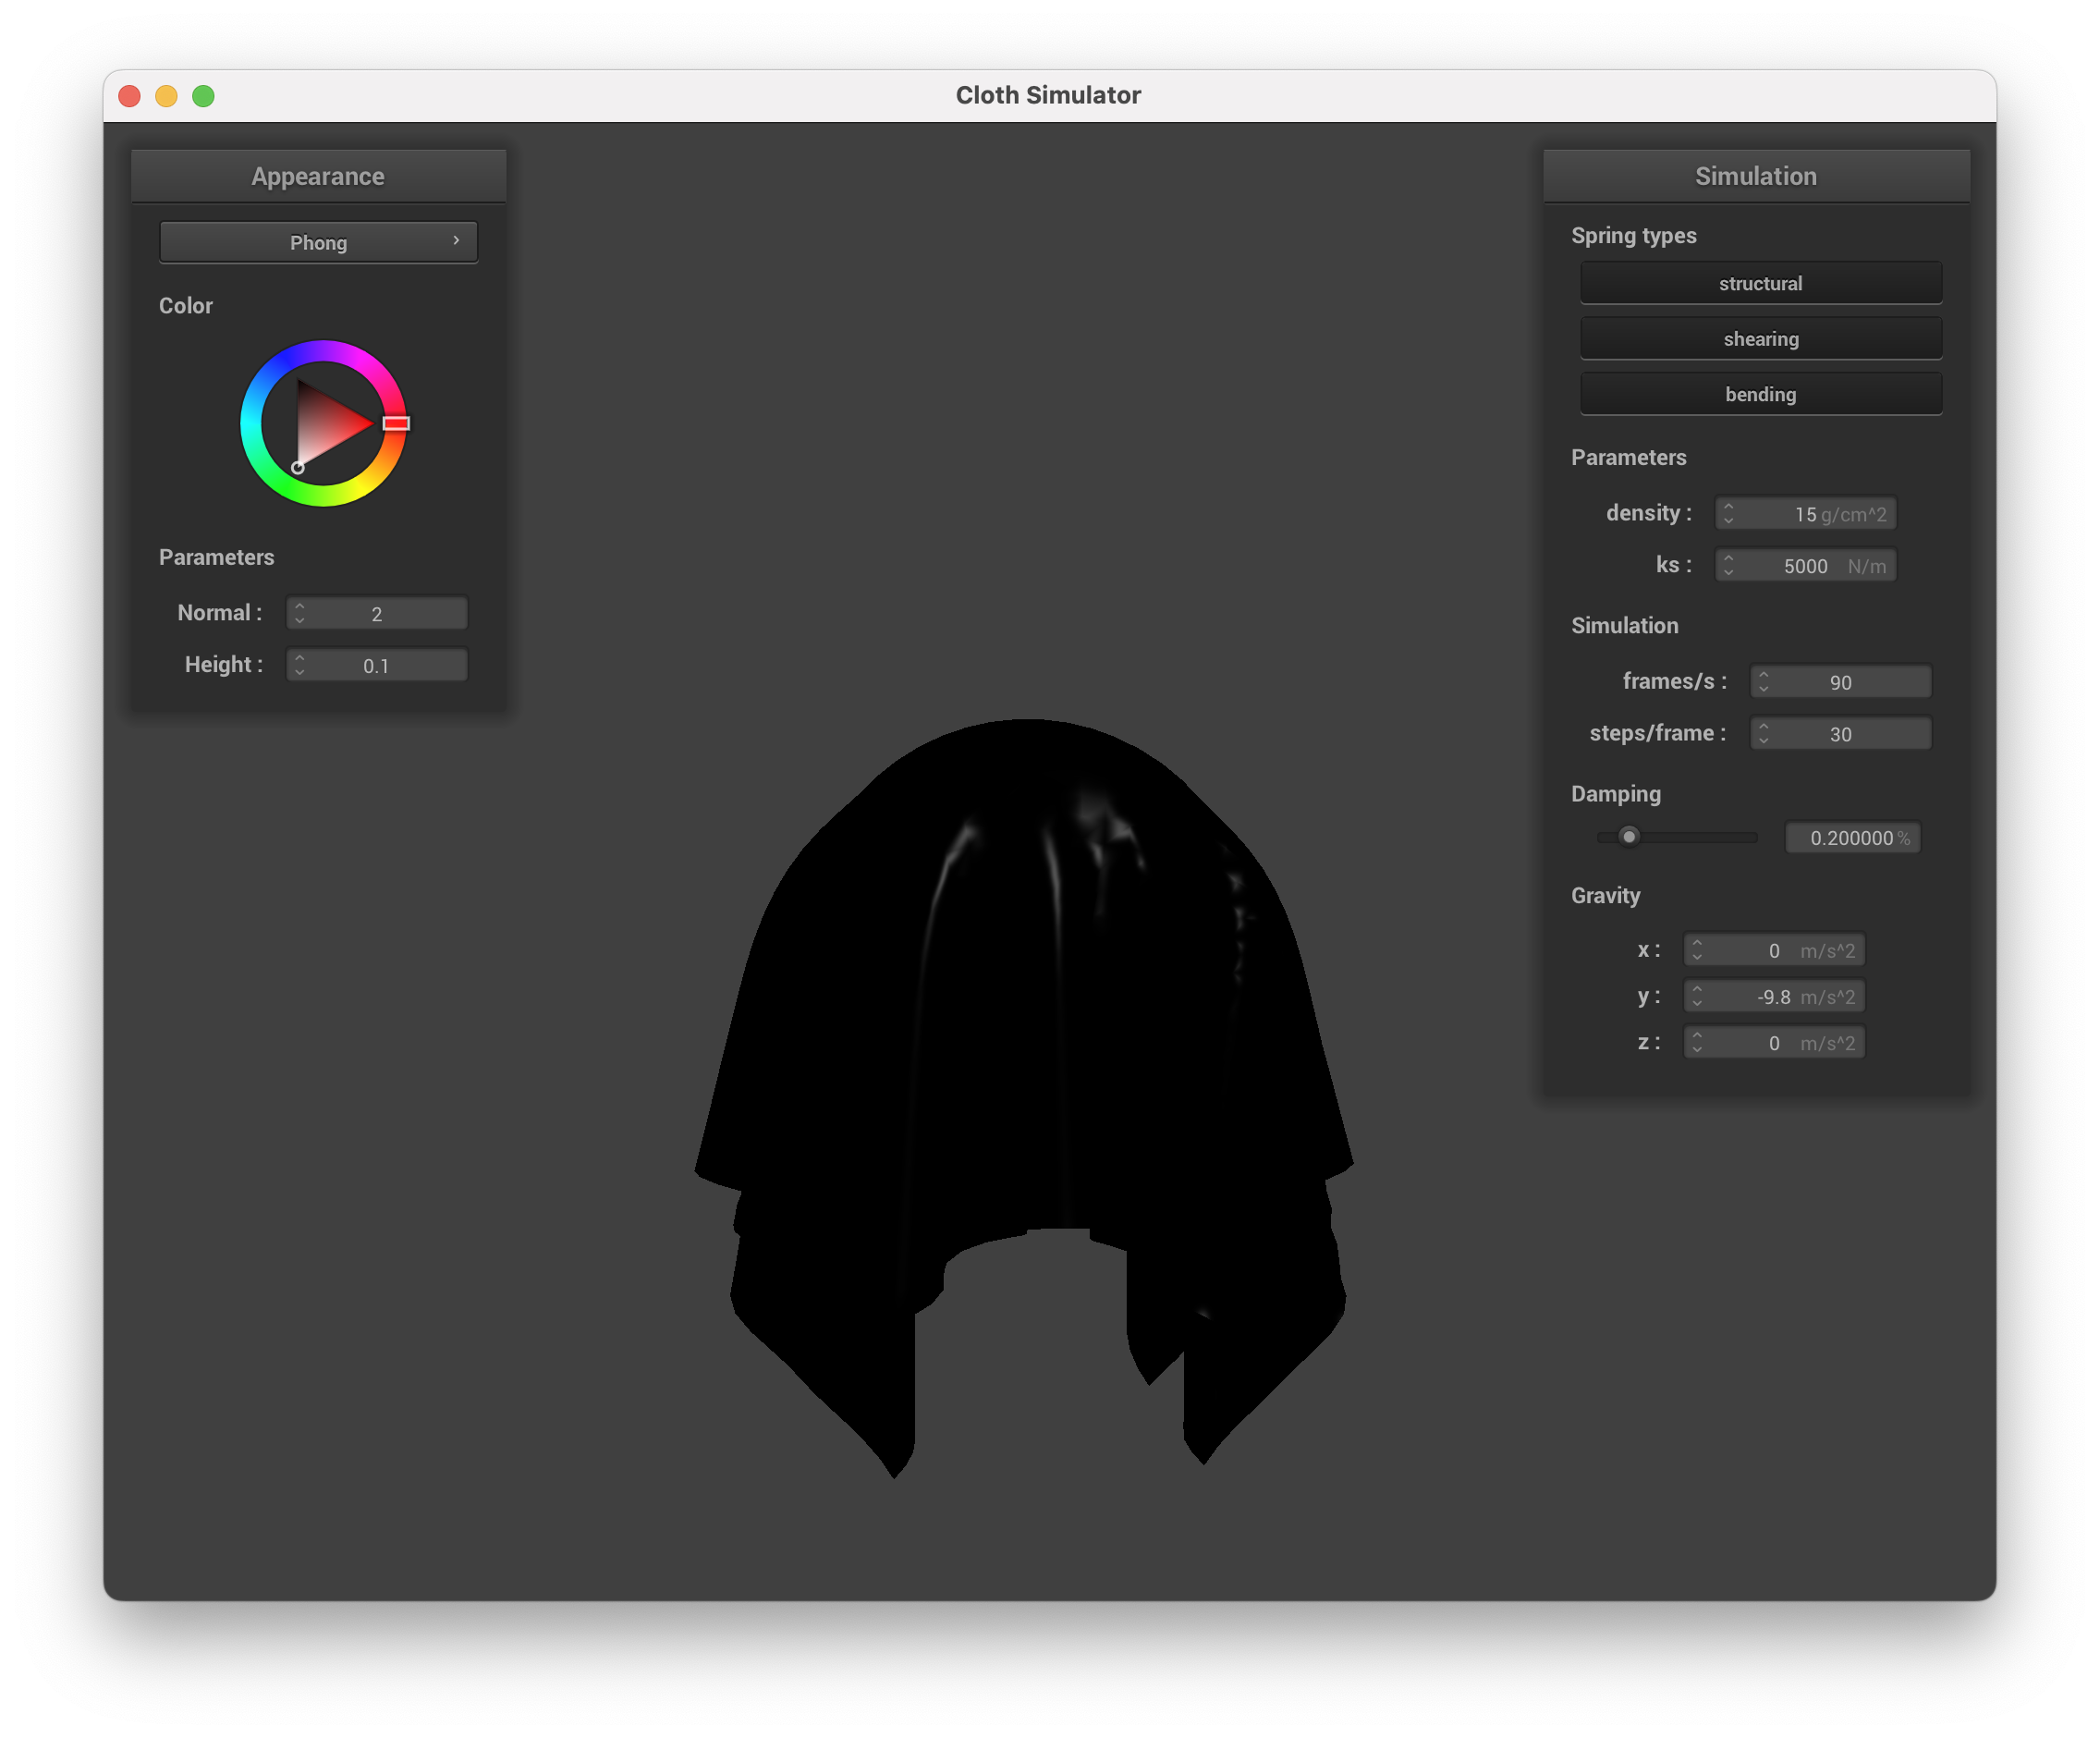 Cloth Simulator
Appearance
Phong
Color
Parameters
Normal : 2
Height : 0.1
Simulation
Spring types
structural
shearing
bending
Parameters
density : 15 g/cm^2
ks : 5000 N/m
Simulation
frames/s : 90
steps/frame : 30
Damping
0.200000 %
Gravity
x : 0 m/s^2
y : -9.8 m/s^2
z : 0 m/s^2